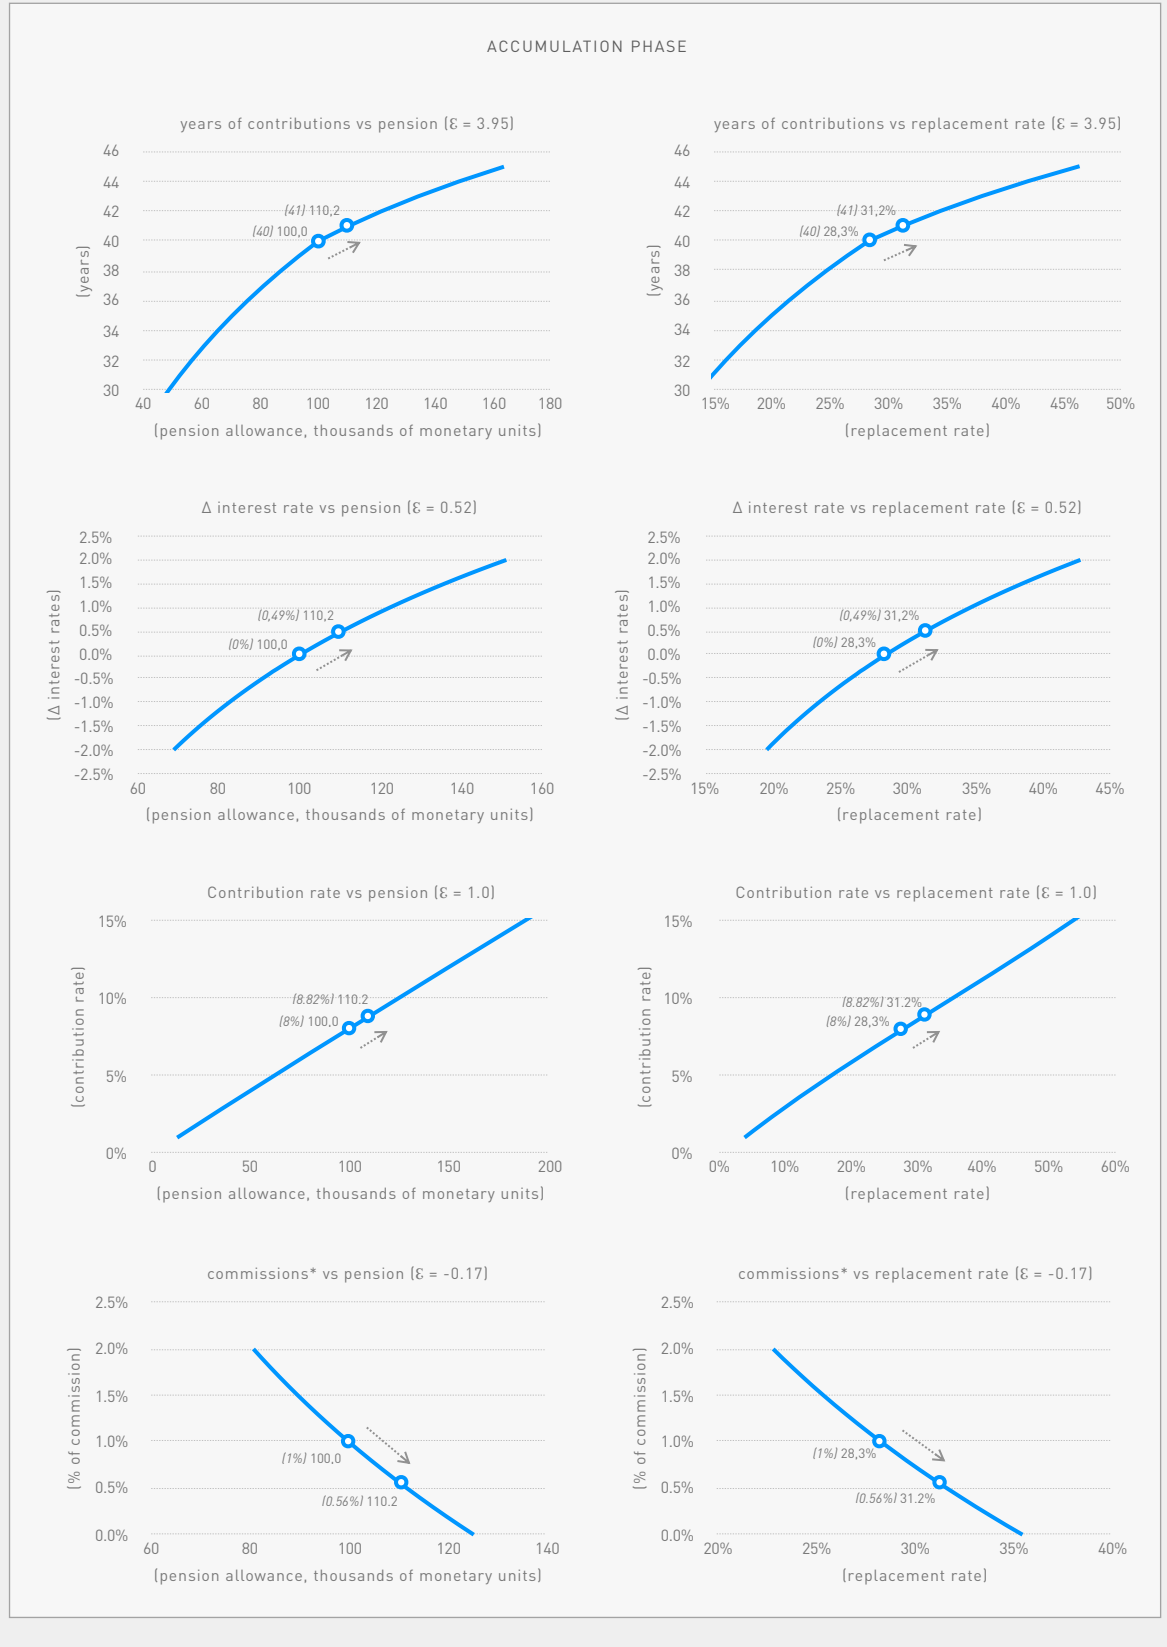 ACCUMULATION PHASE
years of contributions vs pension (Ɛ = 3.95)
46
44
42
40
38
36
34
32
30
(years)
(41) 110,2
(40) 100,0
40 60 80 100 120 140 160 180
(pension allowance, thousands of monetary units)
years of contributions vs replacement rate (Ɛ = 3.95)
46
44
42
40
38
36
34
32
30
(years)
(41) 31,2%
(40) 28,3%
15% 20% 25% 30% 35% 40% 45% 50%
(replacement rate)
Δ interest rate vs pension (Ɛ = 0.52)
2.5%
2.0%
1.5%
1.0%
0.5%
0.0%
-0.5%
-1.0%
-1.5%
-2.0%
-2.5%
(Δ interest rates)
(0,49%) 110,2
(0%) 100,0
60 80 100 120 140 160
(pension allowance, thousands of monetary units)
Δ interest rate vs replacement rate (Ɛ = 0.52)
2.5%
2.0%
1.5%
1.0%
0.5%
0.0%
-0.5%
-1.0%
-1.5%
-2.0%
-2.5%
(Δ interest rates)
(0,49%) 31,2%
(0%) 28,3%
15% 20% 25% 30% 35% 40% 45%
(replacement rate)
Contribution rate vs pension (Ɛ = 1.0)
15%
10%
5%
0%
(contribution rate)
(8.82%) 110.2
(8%) 100,0
0 50 100 150 200
(pension allowance, thousands of monetary units)
Contribution rate vs replacement rate (Ɛ = 1.0)
15%
10%
5%
0%
(contribution rate)
(8.82%) 31.2%
(8%) 28,3%
0% 10% 20% 30% 40% 50% 60%
(replacement rate)
commissions* vs pension (Ɛ = -0.17)
2.5%
2.0%
1.5%
1.0%
0.5%
0.0%
(% of commission)
(1%) 100,0
(0.56%) 110.2
60 80 100 120 140
(pension allowance, thousands of monetary units)
commissions* vs replacement rate (Ɛ = -0.17)
2.5%
2.0%
1.5%
1.0%
0.5%
0.0%
(% of commission)
(1%) 28,3%
(0.56%) 31.2%
20% 25% 30% 35% 40%
(replacement rate)